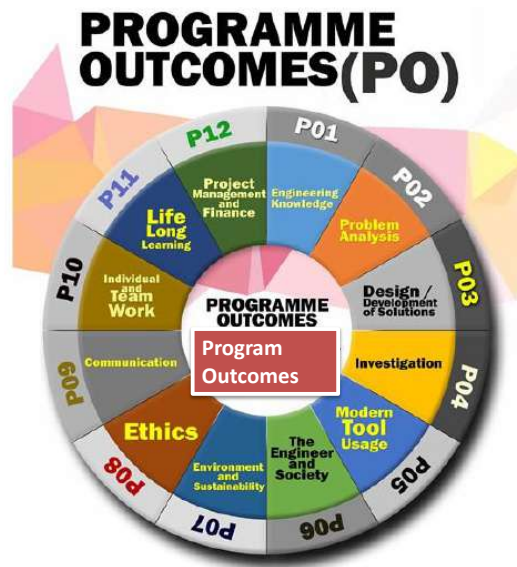 PROGRAMME
OUTCOMES(PO)
P01
Engineering
Knowledge
P02
Problem
Analysis
P03
Design /
Development
of Solutions
P04
Investigation
P05
Modern
Tool
Usage
P06
The
Engineer
and
Society
P07
Environment
and
Sustainability
P08
Ethics
P09
Communication
P10
Individual
and
Team
Work
P11
Life
Long
Learning
P12
Project
Management
and
Finance
PROGRAMME
OUTCOMES
Program
Outcomes